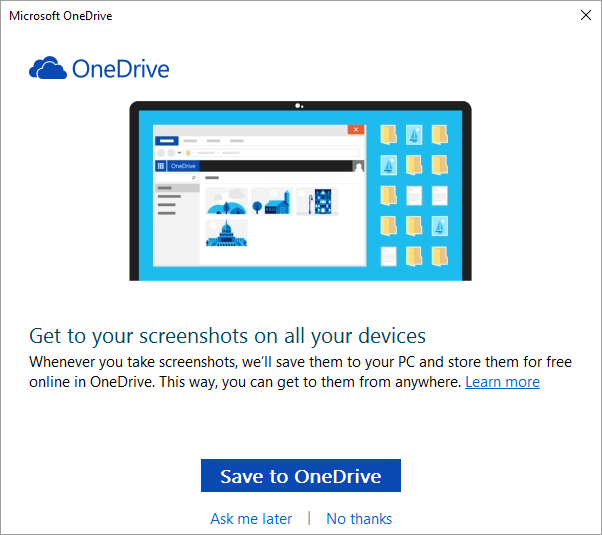 Microsoft OneDrive
OneDrive
OneDrive
Get to your screenshots on all your devices
Whenever you take screenshots, we'll save them to your PC and store them for free
online in OneDrive. This way, you can get to them from anywhere. Learn more
Save to OneDrive
Ask me later | No thanks